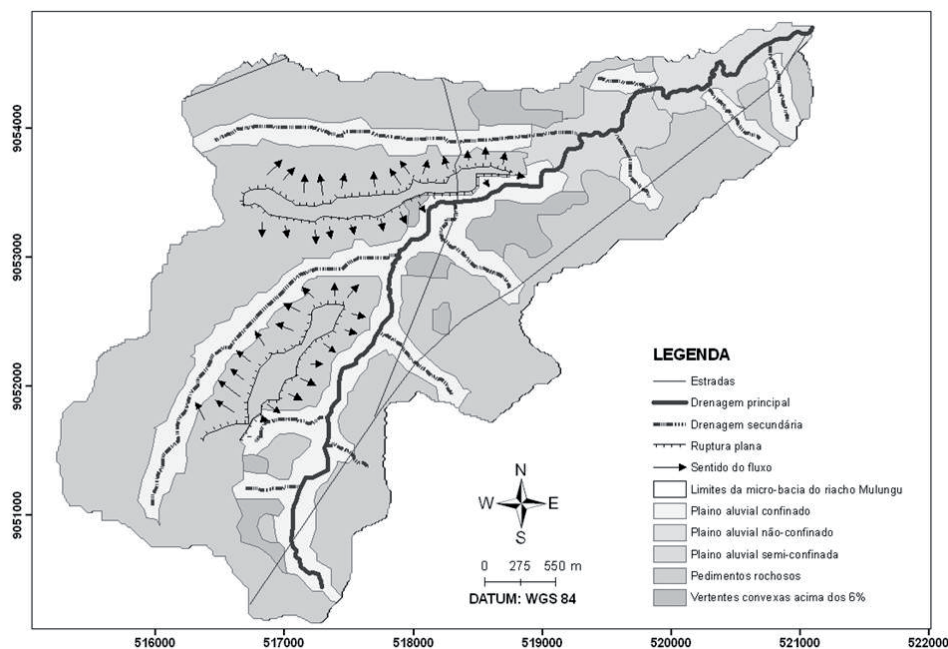 9054000
9053000
9052000
9051000
LEGENDA
Estradas
Drenagem principal
Drenagem secundária
Ruptura plana
Sentido do fluxo
Limites da micro-bacia do riacho Mulungu
Plaino aluvial confinado
Plaino aluvial não-confinado
Plaino aluvial semi-confinada
Pedimentos rochosos
Vertentes convexas acima dos 6%
N
W E
S
0 275 550 m
DATUM: WGS 84
516000 517000 518000 519000 520000 521000 522000